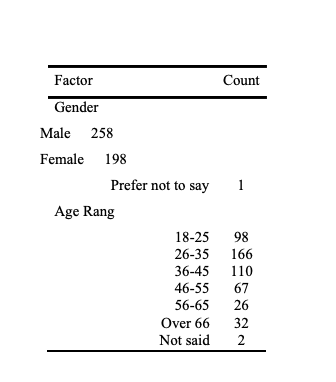 Factor Count
Gender
Male 258
Female 198
Prefer not to say 1
Age Rang
18-25 98
26-35 166
36-45 110
46-55 67
56-65 26
Over 66 32
Not said 2